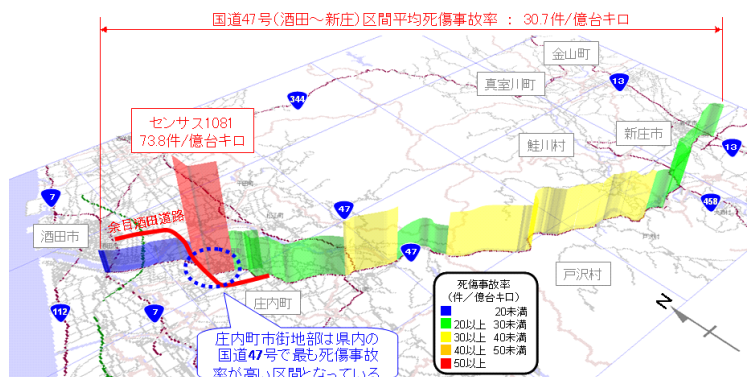 国道47号(酒田～新庄)区間平均死傷事故率 : 30.7件/億台キロ
金山町
13
真室川町
344
センサス1081
73.8件/億台キロ
新庄市
鮭川村
13
7
47
458
余目酒田道路
酒田市
47
戸沢村
庄内町
112
7
死傷事故率
(件/億台キロ)
20未満
20以上 30未満
30以上 40未満
40以上 50未満
50以上
N
庄内町市街地部は県内の
国道47号で最も死傷事故
率が高い区間となっている